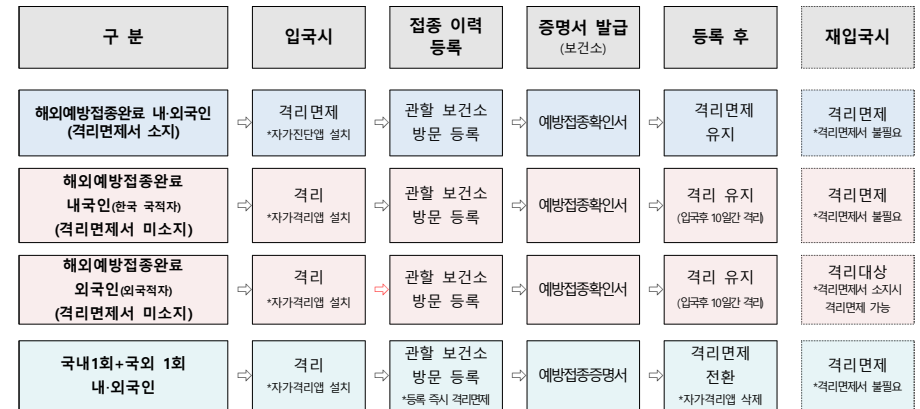 구 분
입국시
접종 이력
등록
증명서 발급
(보건소)
등록 후
재입국시
해외예방접종완료 내·외국인
(격리면제서 소지)
격리면제
*자가진단앱 설치
관할 보건소
방문 등록
예방접종확인서
격리면제
유지
격리면제
*격리면제서 불필요
해외예방접종완료
내국인(한국 국적자)
(격리면제서 미소지)
격리
*자가격리앱 설치
관할 보건소
방문 등록
예방접종확인서
격리 유지
(입국후 10일간 격리)
격리면제
*격리면제서 불필요
해외예방접종완료
외국인(외국적자)
(격리면제서 미소지)
격리
*자가격리앱 설치
관할 보건소
방문 등록
예방접종확인서
격리 유지
(입국후 10일간 격리)
격리대상
*격리면제서 소지시
격리면제 가능
국내1회+국외 1회
내·외국인
격리
*자가격리앱 설치
관할 보건소
방문 등록
*등록 즉시 격리면제
예방접종증명서
격리면제
전환
*자가격리앱 삭제
격리면제
*격리면제서 불필요